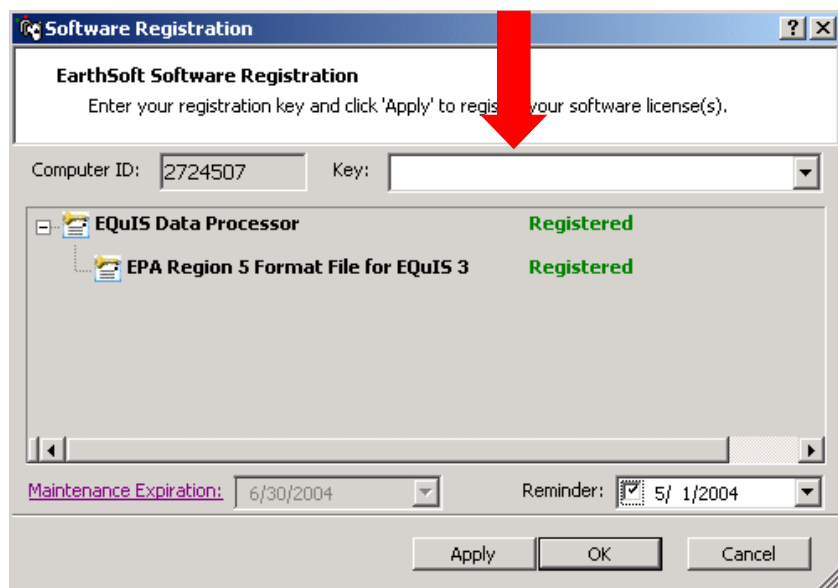 Software Registration
EarthSoft Software Registration
Enter your registration key and click 'Apply' to regis your software license(s).
Computer ID: 2724507 Key:
EQuIS Data Processor Registered
EPA Region 5 Format File for EQuIS 3 Registered
Maintenance Expiration: 6/30/2004 Reminder: 5/ 1/2004
Apply OK Cancel